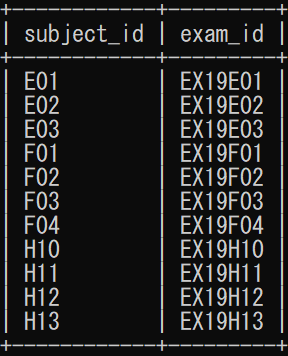 +------------+---------+
| subject_id | exam_id |
+------------+---------+
| E01 | EX19E01 |
| E02 | EX19E02 |
| E03 | EX19E03 |
| F01 | EX19F01 |
| F02 | EX19F02 |
| F03 | EX19F03 |
| F04 | EX19F04 |
| H10 | EX19H10 |
| H11 | EX19H11 |
| H12 | EX19H12 |
| H13 | EX19H13 |
+------------+---------+